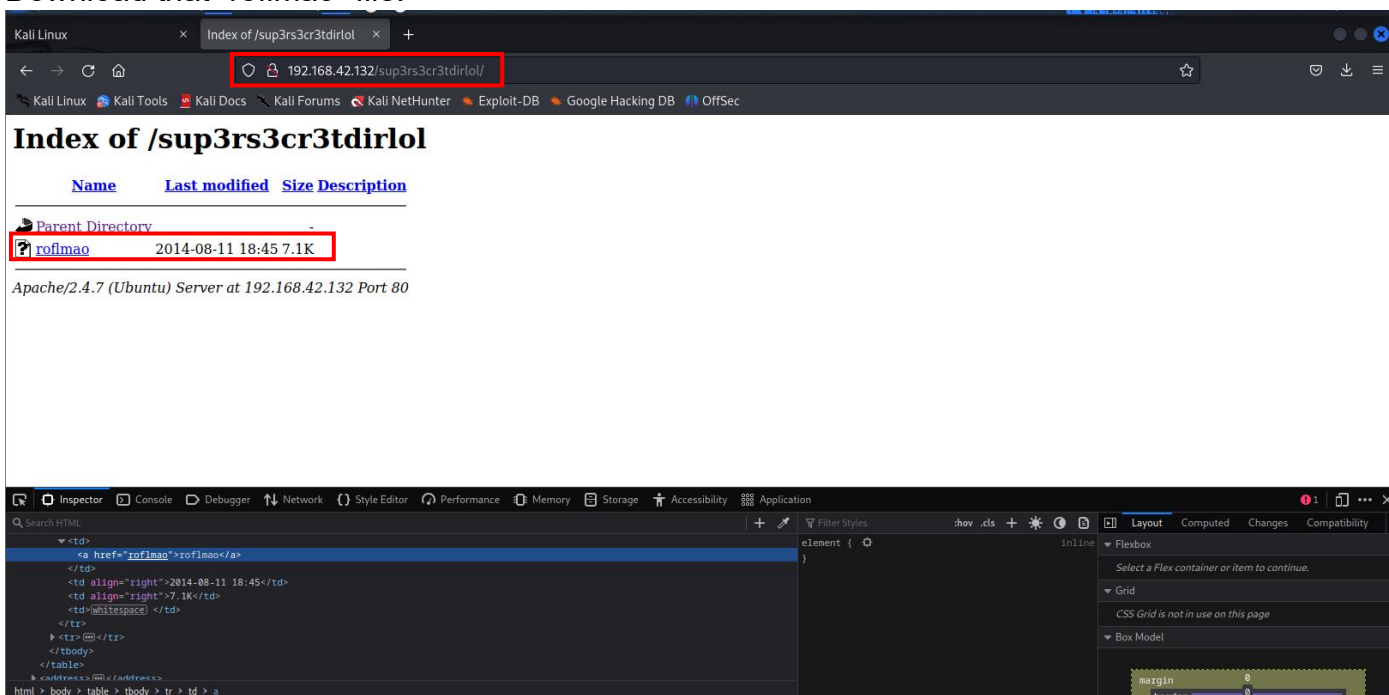 Kali Linux × Index of /sup3rs3cr3tdirlol × +
192.168.42.132/sup3rs3cr3tdirlol/
Kali Linux Kali Tools Kali Docs Kali Forums Kali NetHunter Exploit-DB Google Hacking DB OffSec
Index of /sup3rs3cr3tdirlol
Name Last modified Size Description
Parent Directory -
roflmao 2014-08-11 18:45 7.1K
Apache/2.4.7 (Ubuntu) Server at 192.168.42.132 Port 80
Inspector Console Debugger Network Style Editor Performance Memory Storage Accessibility Application 1
Search HTML Filter Styles :hov .cls Layout Computed Changes Compatibility
<td>
<a href="roflmao">roflmao</a>
</td>
<td align="right">2014-08-11 18:45</td>
<td align="right">7.1K</td>
<td>whitespace </td>
</tr>
<tr></tr>
</tbody>
</table>
<address></address>
html > body > table > tbody > tr > td > a
element { inline
}
Flexbox
Select a Flex container or item to continue.
Grid
CSS Grid is not in use on this page
Box Model
margin 0
0